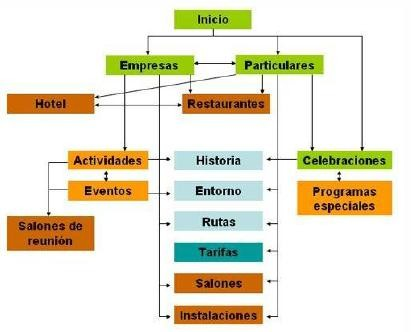 Inicio
Empresas
Particulares
Hotel
Restaurantes
Actividades
Historia
Celebraciones
Eventos
Entorno
Programas
especiales
Salones de
reunión
Rutas
Tarifas
Salones
Instalaciones